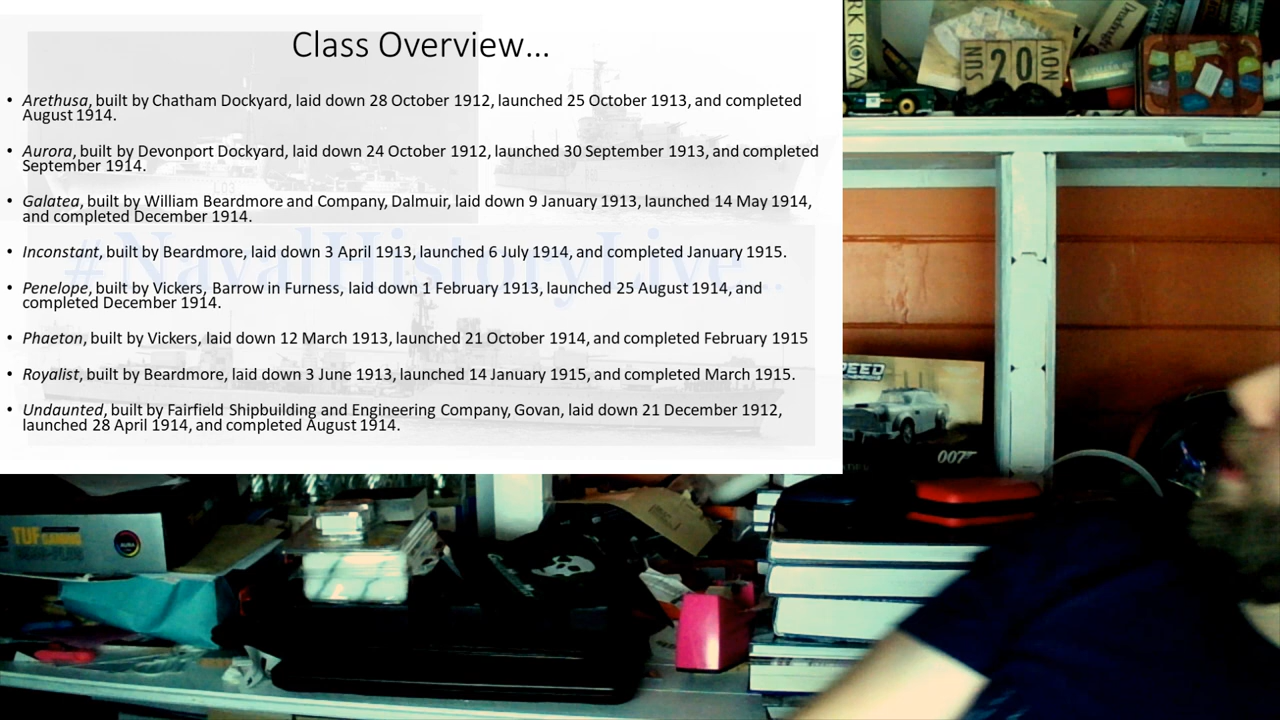 Class Overview...
• Arethusa, built by Chatham Dockyard, laid down 28 October 1912, launched 25 October 1913, and completed
August 1914.
• Aurora, built by Devonport Dockyard, laid down 24 October 1912, launched 30 September 1913, and completed
September 1914.
• Galatea, built by William Beardmore and Company, Dalmuir, laid down 9 January 1913, launched 14 May 1914,
and completed December 1914.
• Inconstant, built by Beardmore, laid down 3 April 1913, launched 6 July 1914, and completed January 1915.
• Penelope, built by Vickers, Barrow in Furness, laid down 1 February 1913, launched 25 August 1914, and
completed December 1914.
• Phaeton, built by Vickers, laid down 12 March 1913, launched 21 October 1914, and completed February 1915
• Royalist, built by Beardmore, laid down 3 June 1913, launched 14 January 1915, and completed March 1915.
• Undaunted, built by Fairfield Shipbuilding and Engineering Company, Govan, laid down 21 December 1912,
launched 28 April 1914, and completed August 1914.
#NavalHistoryLive...
L03
RK ROYA
SUN 20 NOV
Dreadnought
EED
007
TUF GAMING